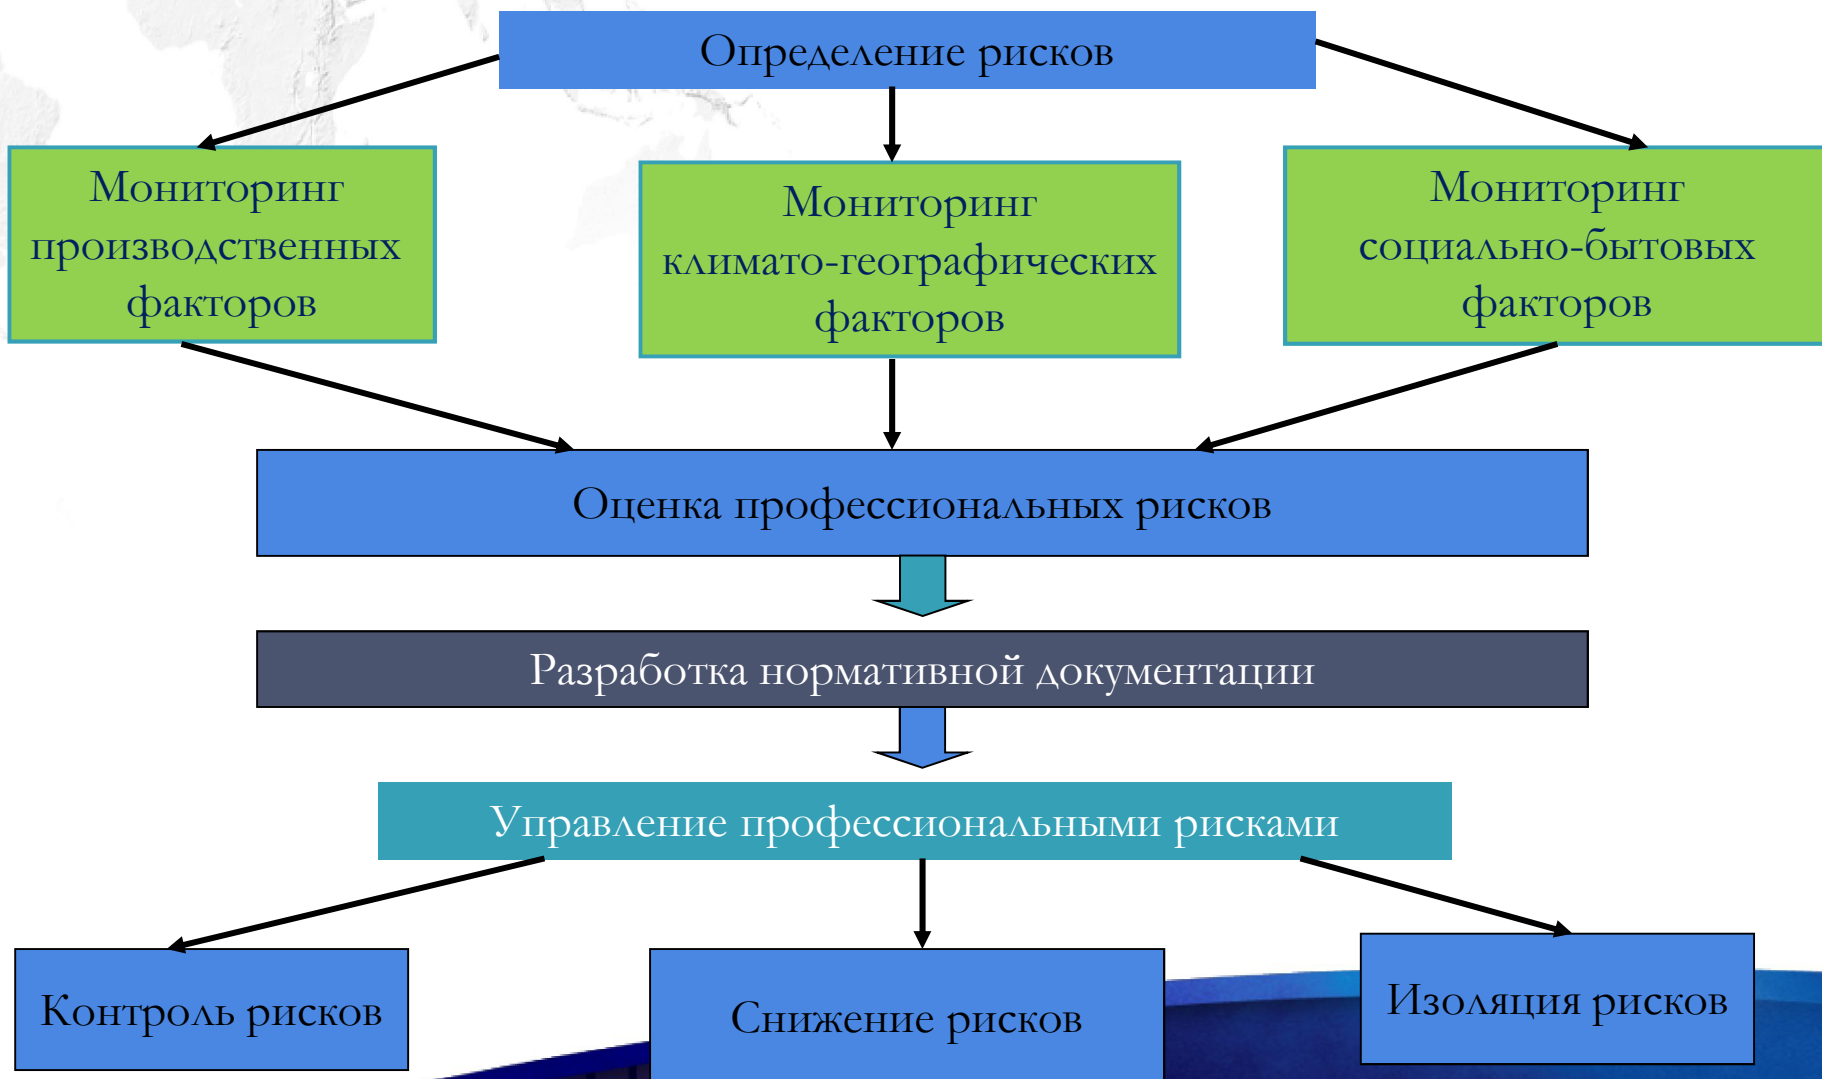 Определение рисков
Мониторинг
производственных
факторов
Мониторинг
климато-географических
факторов
Мониторинг
социально-бытовых
факторов
Оценка профессиональных рисков
Разработка нормативной документации
Управление профессиональными рисками
Контроль рисков
Снижение рисков
Изоляция рисков